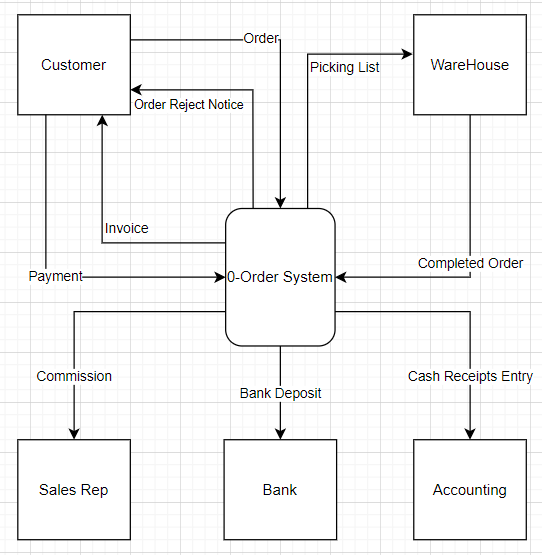 Order
Customer
Picking List
WareHouse
Order Reject Notice
Invoice
Completed Order
Payment
0-Order System
Commission
Cash Receipts Entry
Bank Deposit
Sales Rep
Bank
Accounting